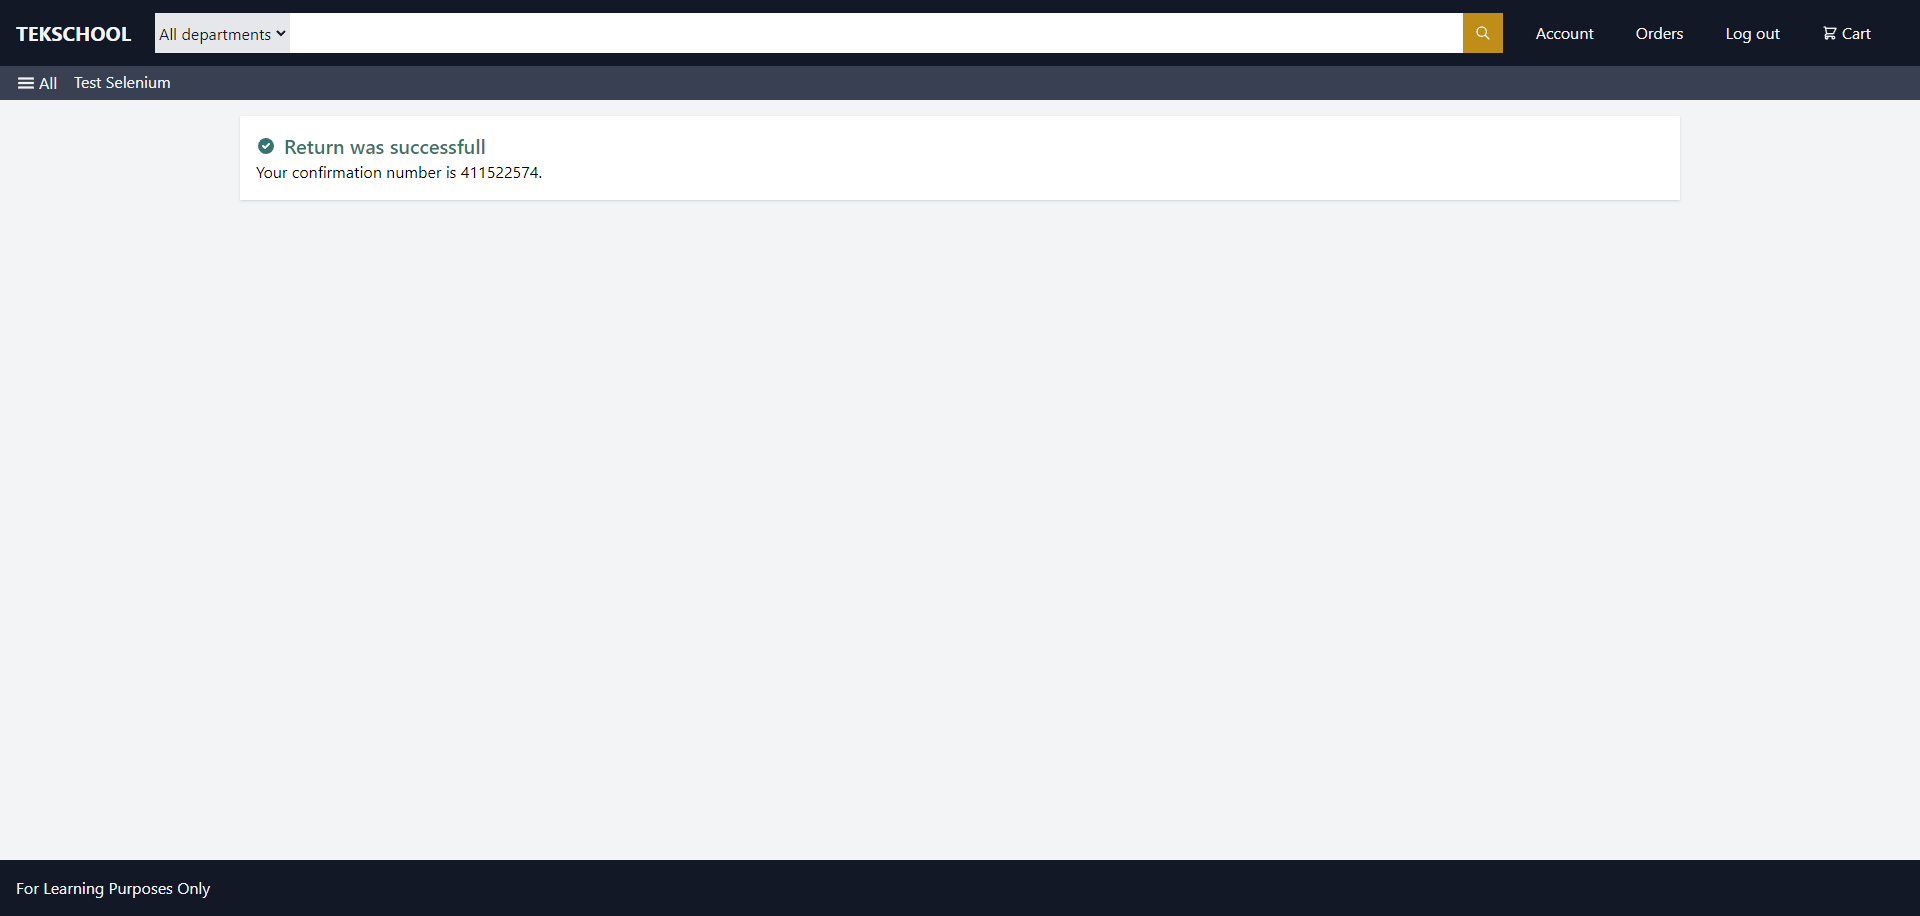 TEKSCHOOL
All departments
Account
Orders
Log out
Cart
All
Test Selenium
Return was successfull
Your confirmation number is 411522574.
For Learning Purposes Only